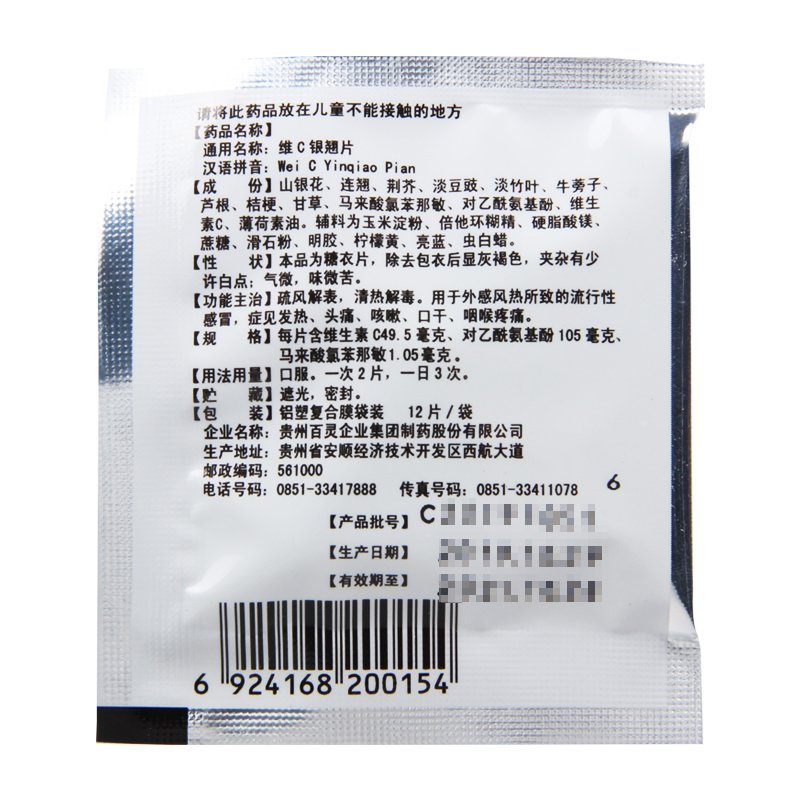 请将此药品放在儿童不能接触的地方
【药品名称】
通用名称：维C银翘片
汉语拼音：Wei C Yinqiao Pian
【成　份】山银花、连翘、荆芥、淡豆豉、淡竹叶、牛蒡子、
芦根、桔梗、甘草、马来酸氯苯那敏、对乙酰氨基酚、维生
素C、薄荷素油。辅料为玉米淀粉、倍他环糊精、硬脂酸镁、
蔗糖、滑石粉、明胶、柠檬黄、亮蓝、虫白蜡。
【性　状】本品为糖衣片，除去包衣后显灰褐色，夹杂有少
许白点；气微，味微苦。
【功能主治】疏风解表，清热解毒。用于外感风热所致的流行性
感冒，症见发热、头痛、咳嗽、口干、咽喉疼痛。
【规　格】每片含维生素C49.5毫克、对乙酰氨基酚105毫克、
马来酸氯苯那敏1.05毫克。
【用法用量】口服。一次2片，一日3次。
【贮　藏】遮光，密封。
【包　装】铝塑复合膜袋装　12片/袋
企业名称：贵州百灵企业集团制药股份有限公司
生产地址：贵州省安顺经济技术开发区西航大道
邮政编码：561000
电话号码：0851-33417888　传真号码：0851-33411078　6
【产品批号】C
【生产日期】
【有效期至】
6 924168 200154